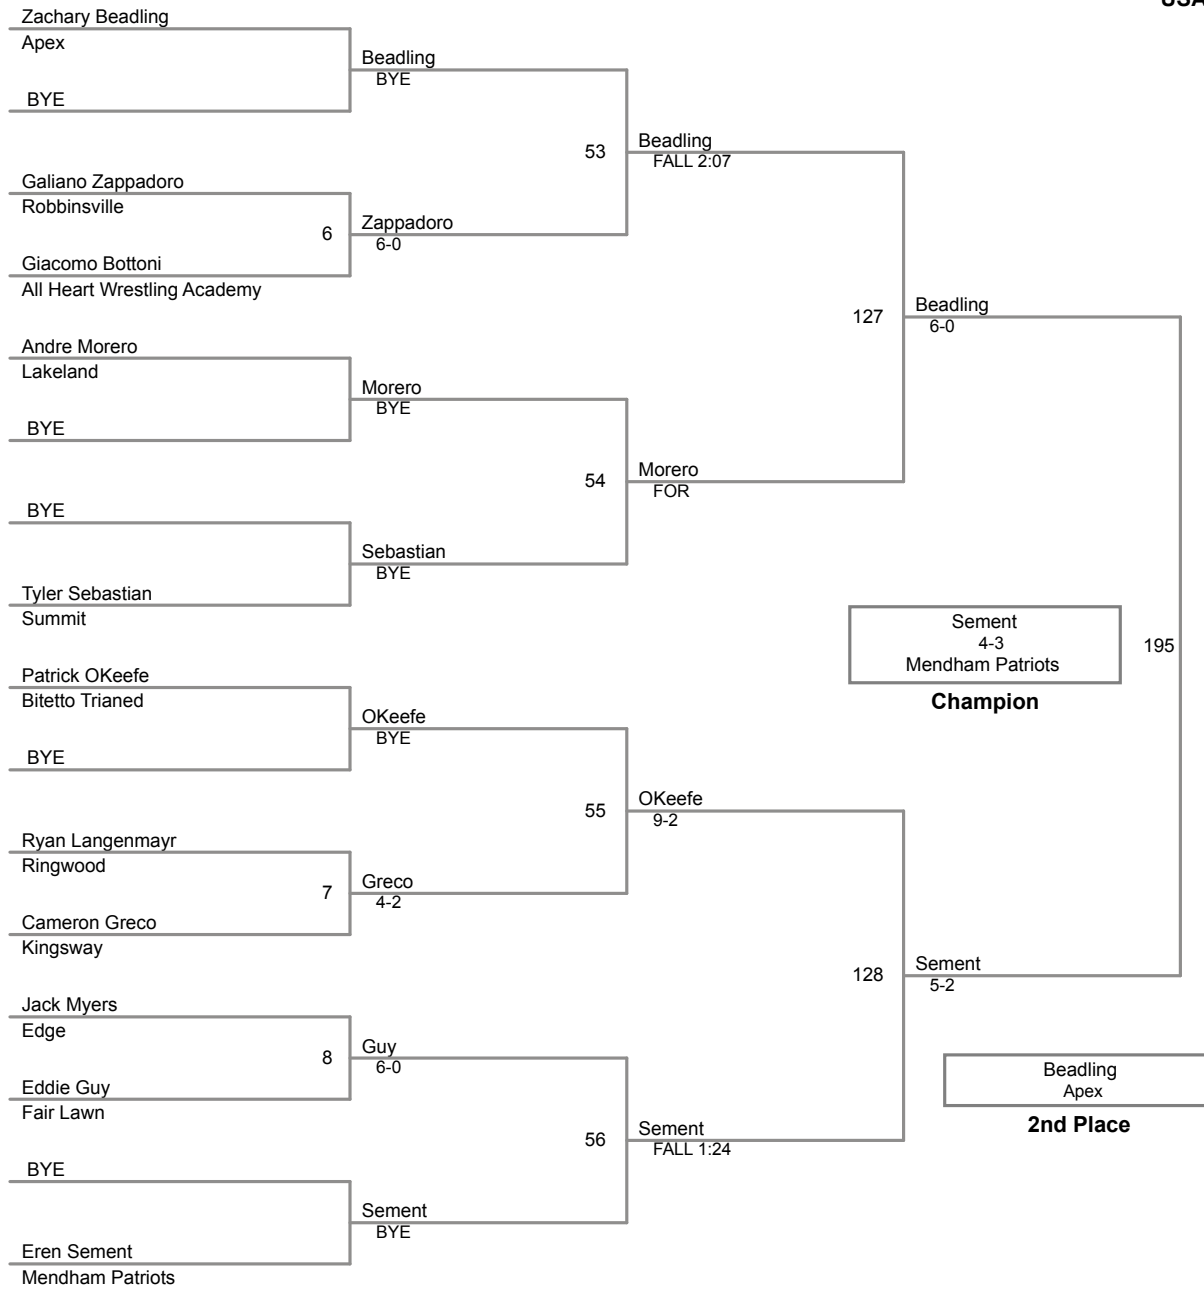 USA
Zachary Beadling
Apex
Beadling
BYE
BYE
53
Beadling
FALL 2:07
Galiano Zappadoro
Robbinsville
6
Zappadoro
6-0
Giacomo Bottoni
All Heart Wrestling Academy
127
Beadling
6-0
Andre Morero
Lakeland
Morero
BYE
BYE
54
Morero
FOR
BYE
Sebastian
BYE
Tyler Sebastian
Summit
Sement
4-3
Mendham Patriots
195
Champion
Patrick OKeefe
Bitetto Trianed
OKeefe
BYE
BYE
55
OKeefe
9-2
Ryan Langenmayr
Ringwood
7
Greco
4-2
Cameron Greco
Kingsway
128
Sement
5-2
Jack Myers
Edge
8
Guy
6-0
Eddie Guy
Fair Lawn
Beadling
Apex
2nd Place
56
Sement
FALL 1:24
BYE
Sement
BYE
Eren Sement
Mendham Patriots